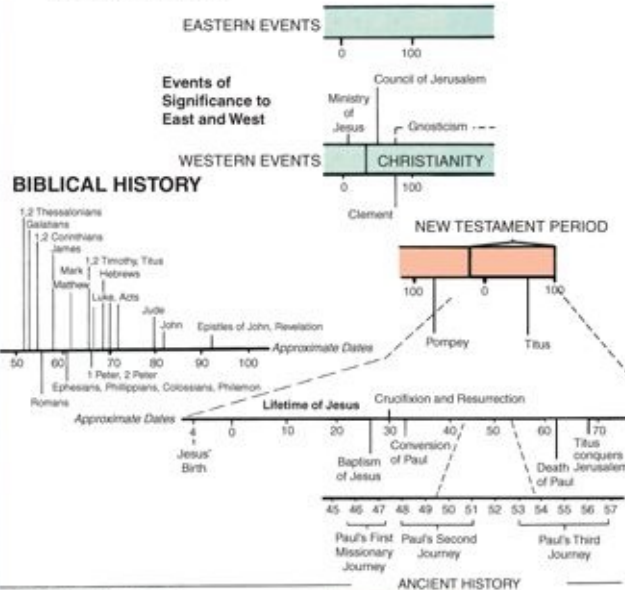 EASTERN EVENTS
0 100
Events of
Significance to
East and West
Council of Jerusalem
Ministry
of
Jesus
Gnosticism
WESTERN EVENTS
CHRISTIANITY
0 100
Clement
BIBLICAL HISTORY
1,2 Thessalonians
Galatians
1,2 Corinthians
James
1,2 Timothy, Titus
Mark
Hebrews
Matthew
Luke, Acts
Jude
John
Epistles of John, Revelation
50 60 70 80 90 100
Approximate Dates
1 Peter, 2 Peter
Ephesians, Phillippians, Colossians, Philemon
Romans
NEW TESTAMENT PERIOD
100 0 100
Pompey
Titus
Lifetime of Jesus
Crucifixion and Resurrection
Approximate Dates
4 0 10 20 30 40 50 60 70
Jesus'
Birth
Baptism
of Jesus
Conversion
of Paul
Death
of Paul
Titus
conquers
Jerusalem
45 46 47 48 49 50 51 52 53 54 55 56 57
Paul's First
Missionary
Journey
Paul's Second
Journey
Paul's Third
Journey
ANCIENT HISTORY